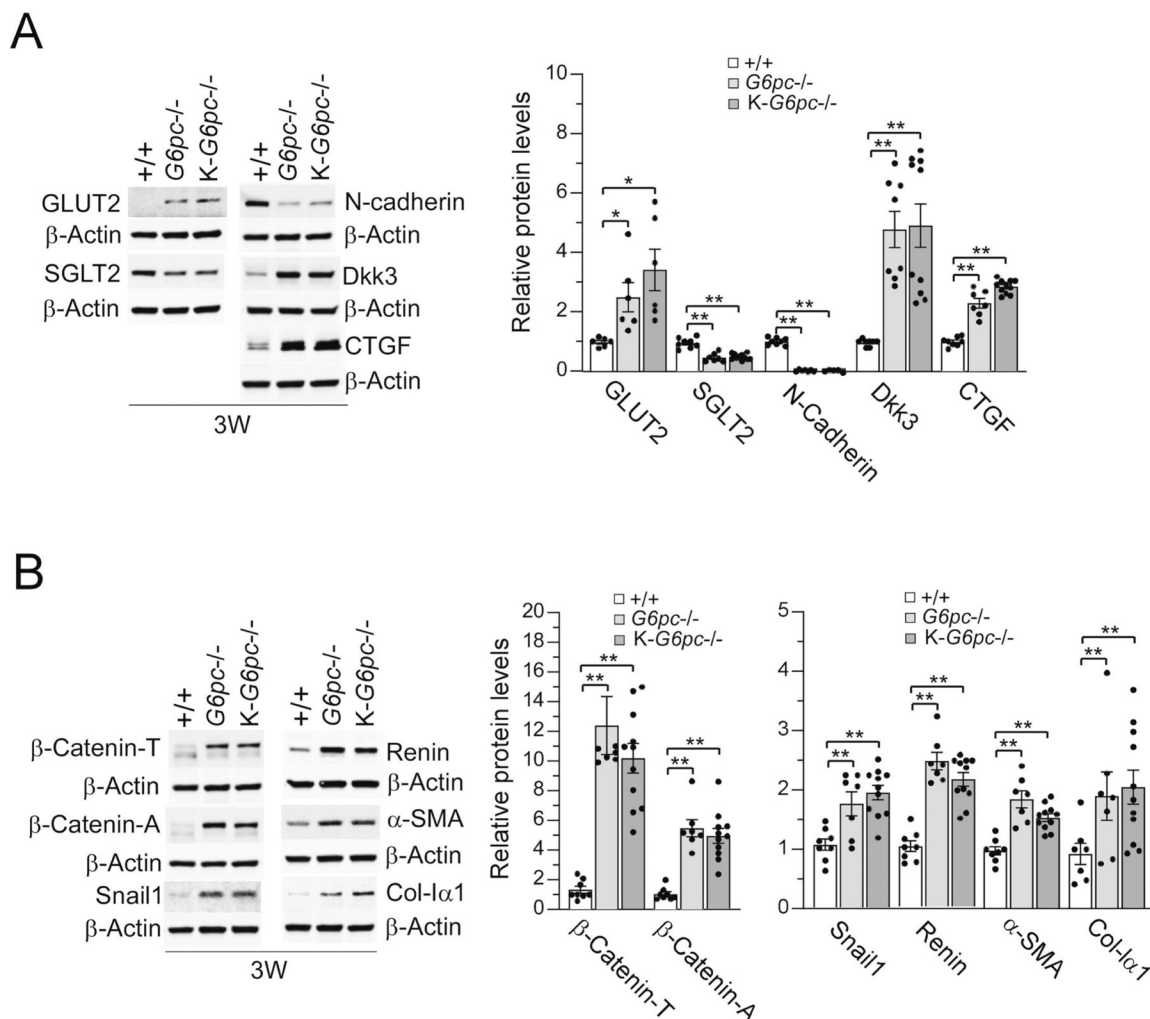 A
+/+
G6pc-/-
K-G6pc-/-
+/+
G6pc-/-
K-G6pc-/-
GLUT2
N-cadherin
β-Actin
β-Actin
SGLT2
Dkk3
β-Actin
β-Actin
CTGF
β-Actin
3W
Relative protein levels
10
8
6
4
2
0
+/+
G6pc-/-
K-G6pc-/-
*
*
**
**
**
**
**
**
**
**
GLUT2
SGLT2
N-Cadherin
Dkk3
CTGF
B
+/+
G6pc-/-
K-G6pc-/-
+/+
G6pc-/-
K-G6pc-/-
β-Catenin-T
Renin
β-Actin
β-Actin
β-Catenin-A
α-SMA
β-Actin
β-Actin
Snail1
Col-Iα1
β-Actin
β-Actin
3W
Relative protein levels
20
18
16
14
12
10
8
6
4
2
0
+/+
G6pc-/-
K-G6pc-/-
**
**
**
**
β-Catenin-T
β-Catenin-A
5
4
3
2
1
0
+/+
G6pc-/-
K-G6pc-/-
**
**
**
**
**
**
**
**
Snail1
Renin
α-SMA
Col-Iα1